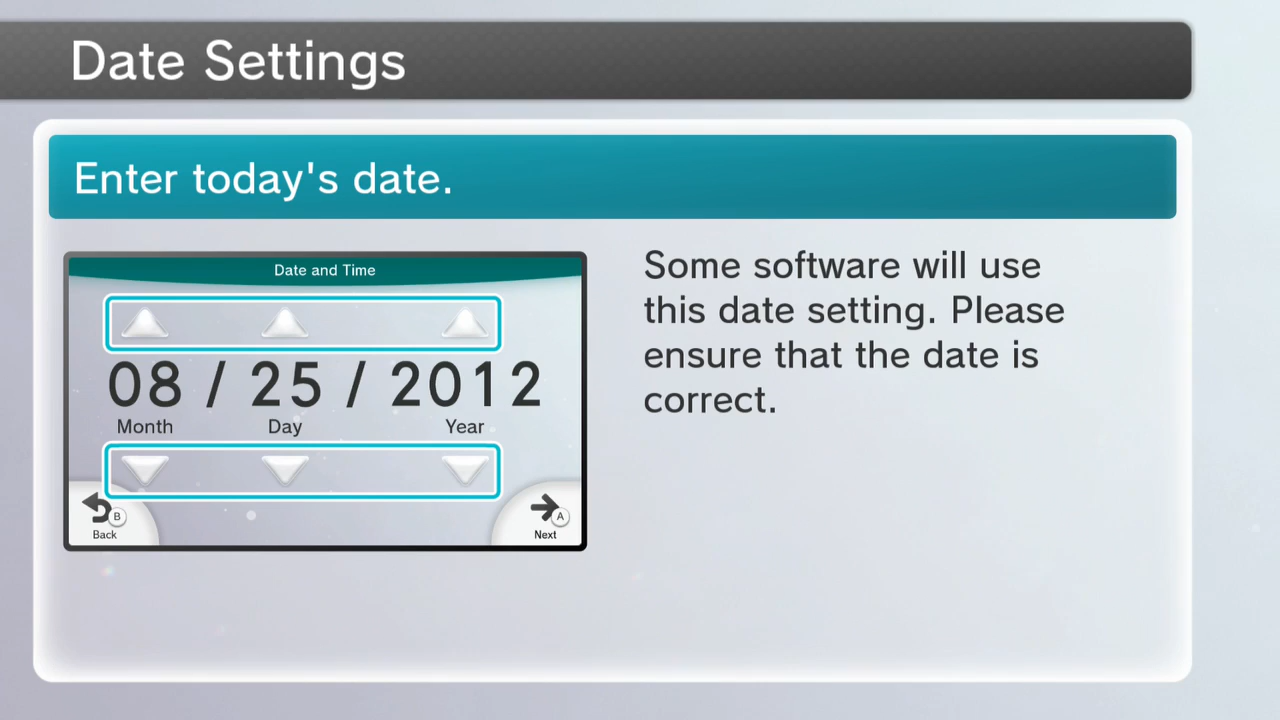 Date Settings
Enter today's date.
Date and Time
08 / 25 / 2012
Month Day Year
B
Back
A
Next
Some software will use
this date setting. Please
ensure that the date is
correct.